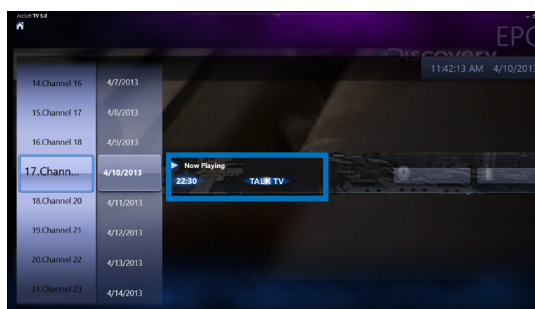 ArcSoft TV 5.0
EPG
Discovery
11:42:13 AM 4/10/2013
14.Channel 16 4/7/2013
15.Channel 17 4/8/2013
16.Channel 18 4/9/2013
17.Chann... 4/10/2013
Now Playing
22:30 TALK TV
18.Channel 20 4/11/2013
19.Channel 21 4/12/2013
20.Channel 22 4/13/2013
21.Channel 23 4/14/2013